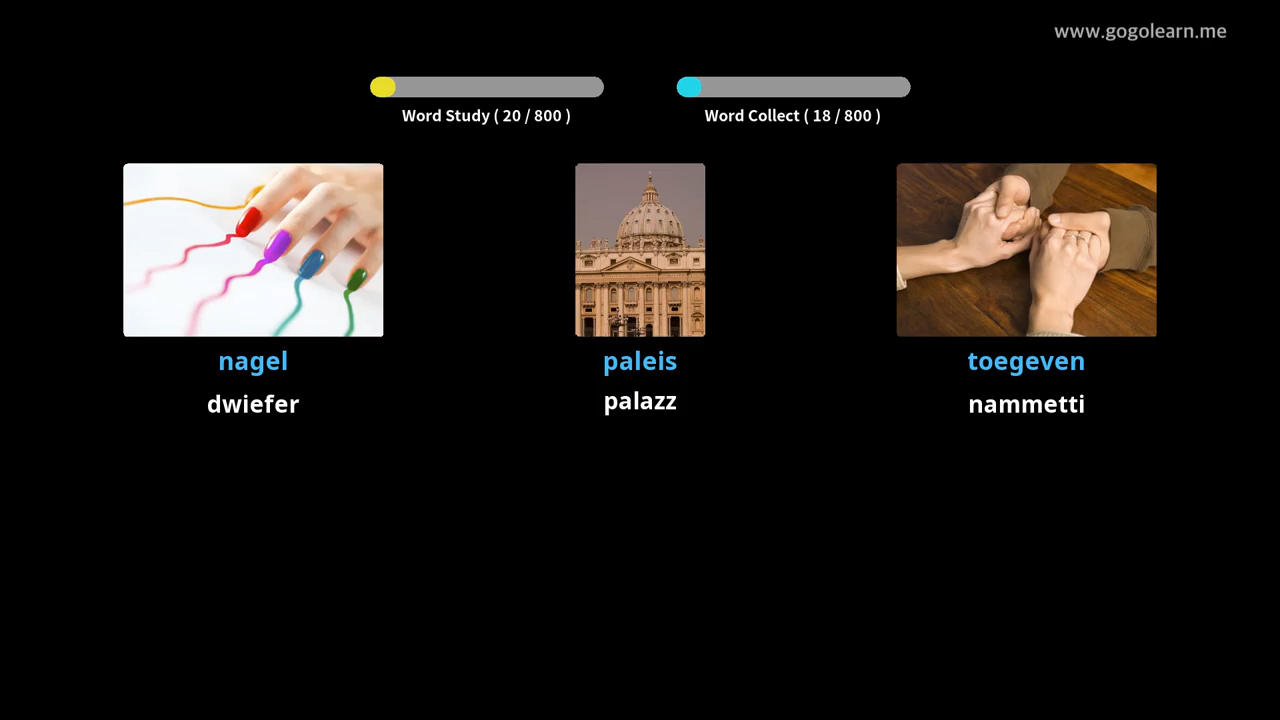 www.gogolearn.me
Word Study ( 20 / 800 )
Word Collect ( 18 / 800 )
nagel
dwiefer
paleis
palazz
toegeven
nammetti